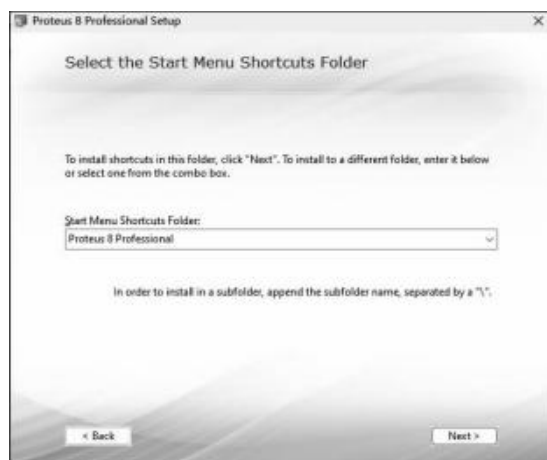 Proteus 8 Professional Setup
Select the Start Menu Shortcuts Folder
To install shortcuts in this folder, click "Next". To install to a different folder, enter it below
or select one from the combo box.
Start Menu Shortcuts Folder:
Proteus 8 Professional
In order to install in a subfolder, append the subfolder name, separated by a "\".
< Back
Next >